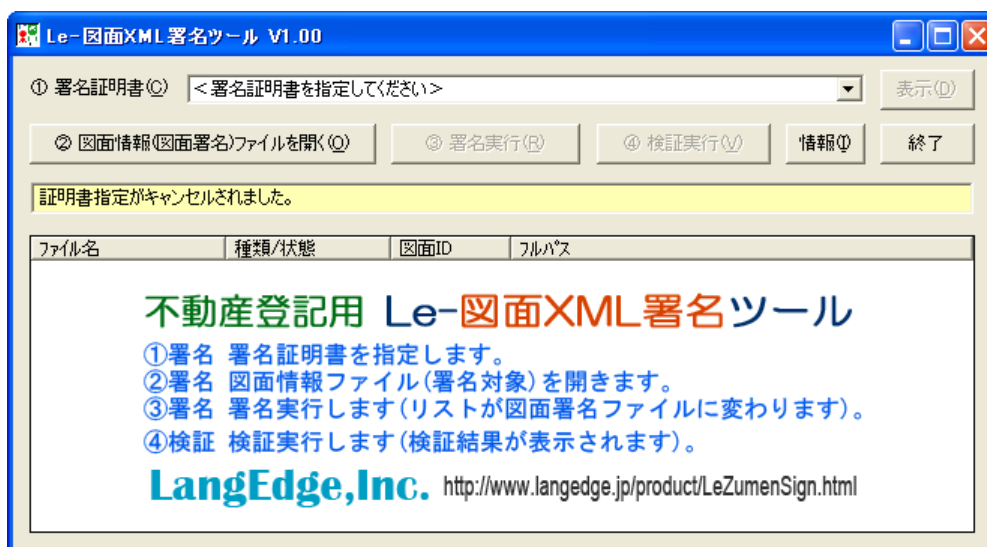 Le-図面XML署名ツール V1.00
① 署名証明書(C) <署名証明書を指定してください> 表示(D)
② 図面情報(図面署名)ファイルを開く(O) ③ 署名実行(R) ④ 検証実行(V) 情報(I) 終了
証明書指定がキャンセルされました。
ファイル名 種類/状態 図面ID フルパス
不動産登記用 Le-図面XML署名ツール
①署名 署名証明書を指定します。
②署名 図面情報ファイル(署名対象)を開きます。
③署名 署名実行します(リストが図面署名ファイルに変わります)。
④検証 検証実行します(検証結果が表示されます)。
LangEdge,Inc. http://www.langedge.jp/product/LeZumenSign.html